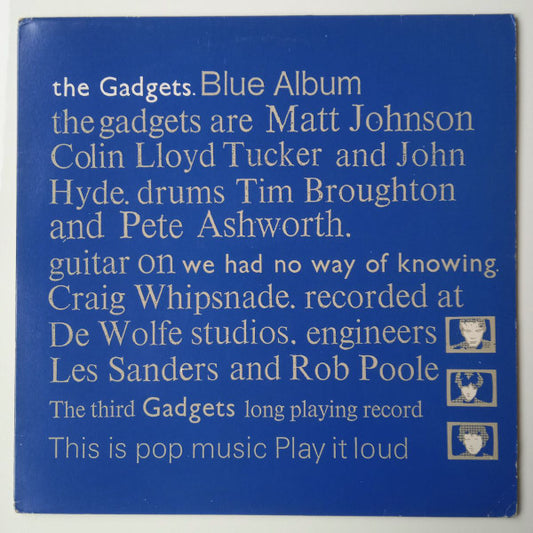 the Gadgets. Blue Album
the gadgets are Matt Johnson
Colin Lloyd Tucker and John
Hyde. drums Tim Broughton
and Pete Ashworth.
guitar on we had no way of knowing.
Craig Whipsnade. recorded at
De Wolfe studios. engineers
Les Sanders and Rob Poole
The third Gadgets long playing record
This is pop music Play it loud